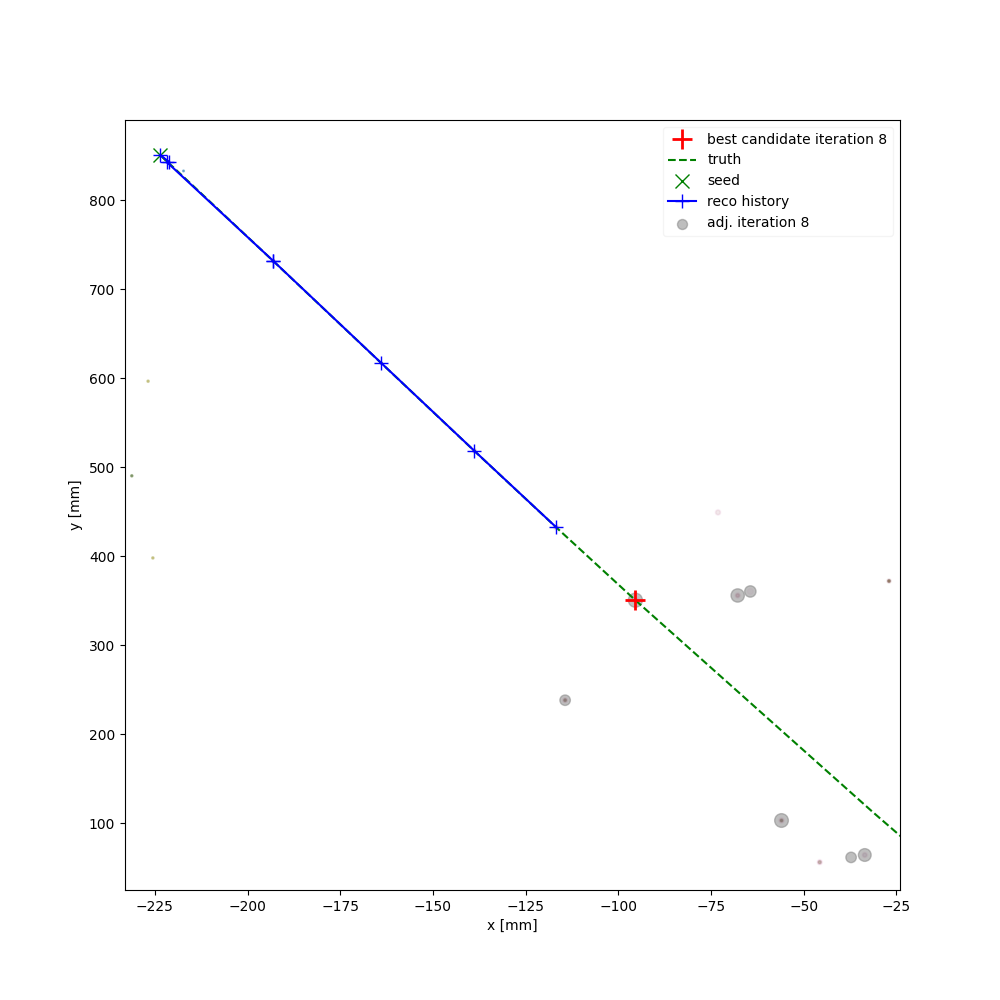 best candidate iteration 8
truth
seed
reco history
adj. iteration 8
800
700
600
500
400
300
200
100
y [mm]
−225 −200 −175 −150 −125 −100 −75 −50 −25
x [mm]